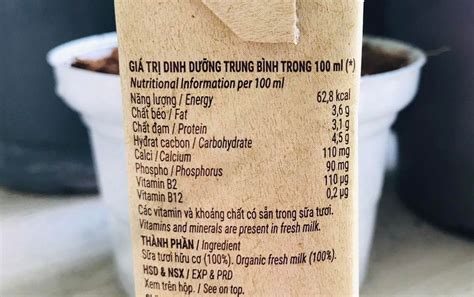 GIÁ TRỊ DINH DƯỠNG TRUNG BÌNH TRONG 100 ml (*)
Nutritional Information per 100 ml
Năng lượng / Energy 62,8 kcal
Chất béo / Fat 3,6 g
Chất đạm / Protein 3,1 g
Hydrat cacbon / Carbohydrate 4,5 g
Calci / Calcium 110 mg
Phospho / Phosphorus 90 mg
Vitamin B2 110 µg
Vitamin B12 0,2 µg
Các vitamin và khoáng chất có sẵn trong sữa tươi.
Vitamins and minerals are present in fresh milk.
THÀNH PHẦN / Ingredient
Sữa tươi hữu cơ (100%). Organic fresh milk (100%).
HSD & NSX / EXP & PRD
Xem trên hộp. / See on top.